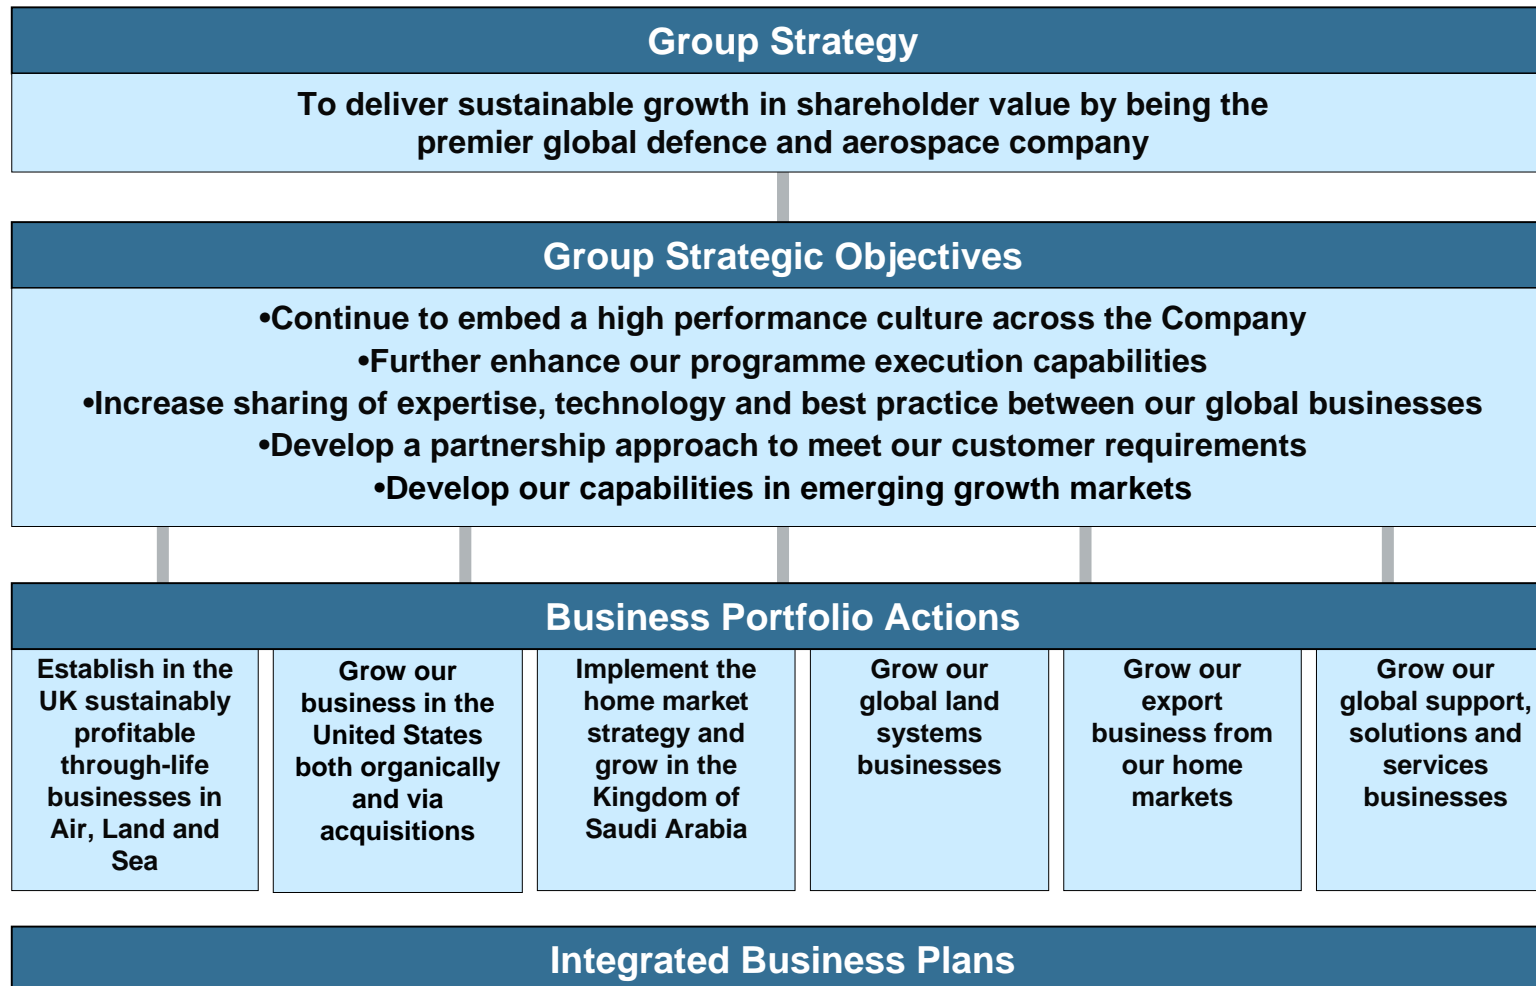 Group Strategy
To deliver sustainable growth in shareholder value by being the
premier global defence and aerospace company
Group Strategic Objectives
•Continue to embed a high performance culture across the Company
•Further enhance our programme execution capabilities
•Increase sharing of expertise, technology and best practice between our global businesses
•Develop a partnership approach to meet our customer requirements
•Develop our capabilities in emerging growth markets
Business Portfolio Actions
Establish in the
UK sustainably
profitable
through-life
businesses in
Air, Land and
Sea
Grow our
business in the
United States
both organically
and via
acquisitions
Implement the
home market
strategy and
grow in the
Kingdom of
Saudi Arabia
Grow our
global land
systems
businesses
Grow our
export
business from
our home
markets
Grow our
global support,
solutions and
services
businesses
Integrated Business Plans